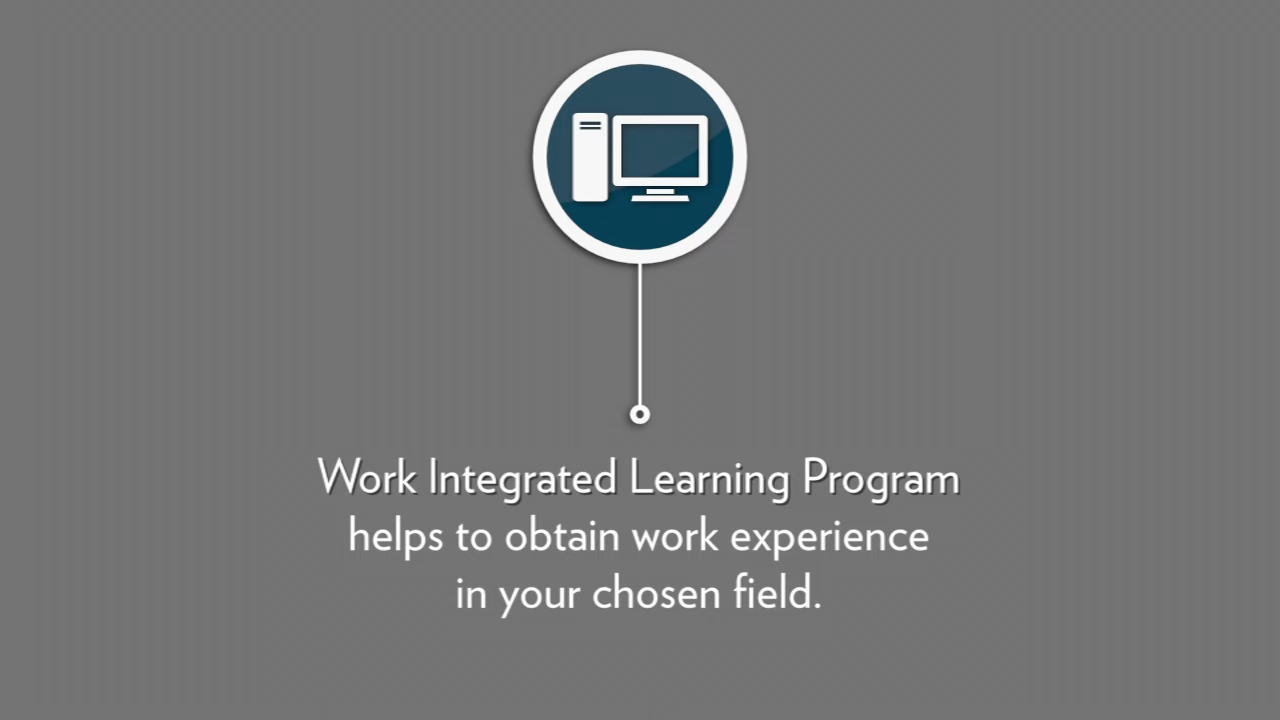 Work Integrated Learning Program
helps to obtain work experience
in your chosen field.